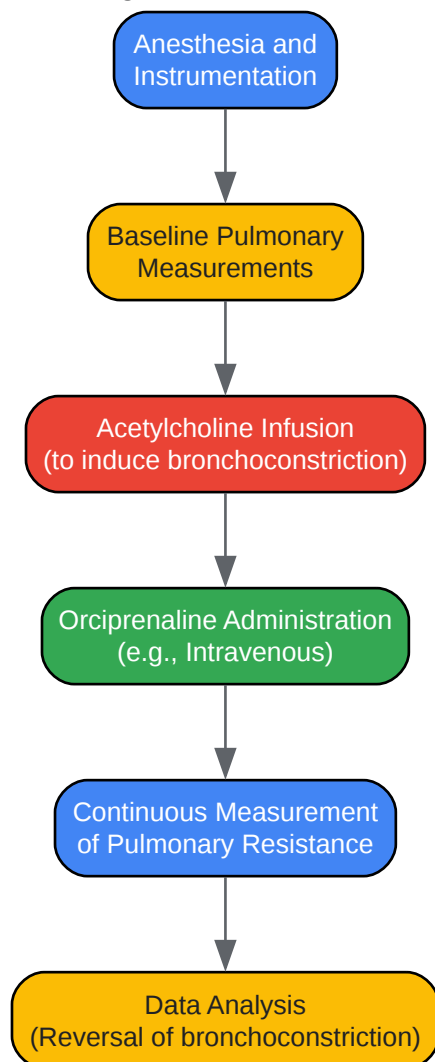 Anesthesia and
Instrumentation
Baseline Pulmonary
Measurements
Acetylcholine Infusion
(to induce bronchoconstriction)
Orciprenaline Administration
(e.g., Intravenous)
Continuous Measurement
of Pulmonary Resistance
Data Analysis
(Reversal of bronchoconstriction)